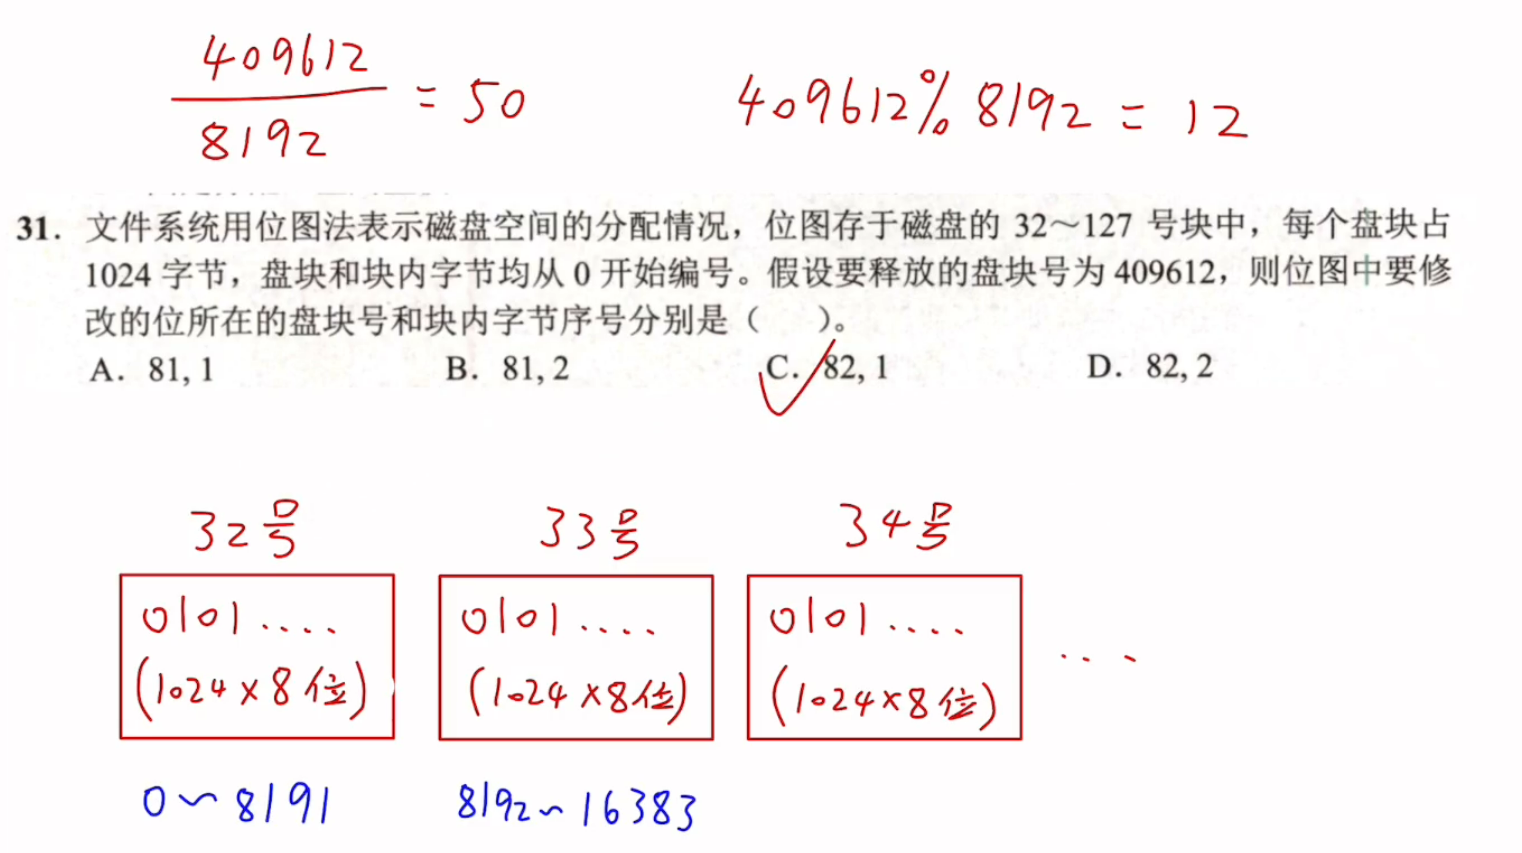 409612
8192
= 50
409612 % 8192 = 12
31. 文件系统用位图法表示磁盘空间的分配情况，位图存于磁盘的 32～127 号块中，每个盘块占
1024 字节，盘块和块内字节均从 0 开始编号。假设要释放的盘块号为 409612，则位图中要修
改的位所在的盘块号和块内字节序号分别是（ ）。
A. 81, 1 B. 81, 2 C. 82, 1 D. 82, 2
32号 33号 34号
0101.... 0101.... 0101....
(1024×8位) (1024×8位) (1024×8位) ...
0～8191 8192～16383